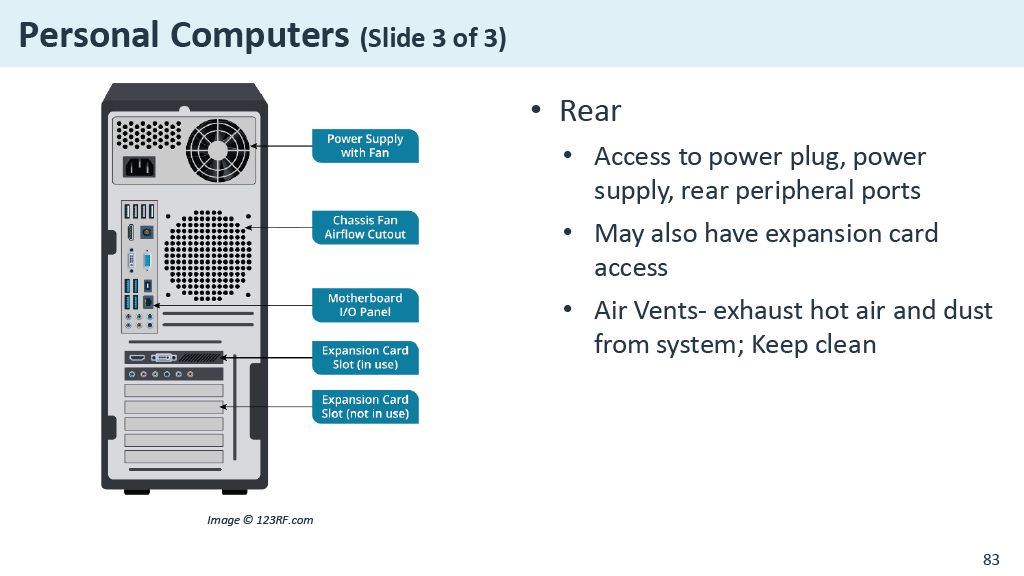 Personal Computers (Slide 3 of 3)
Power Supply
with Fan
Chassis Fan
Airflow Cutout
Motherboard
I/O Panel
Expansion Card
Slot (in use)
Expansion Card
Slot (not in use)
Image © 123RF.com
• Rear
• Access to power plug, power
supply, rear peripheral ports
• May also have expansion card
access
• Air Vents- exhaust hot air and dust
from system; Keep clean
83